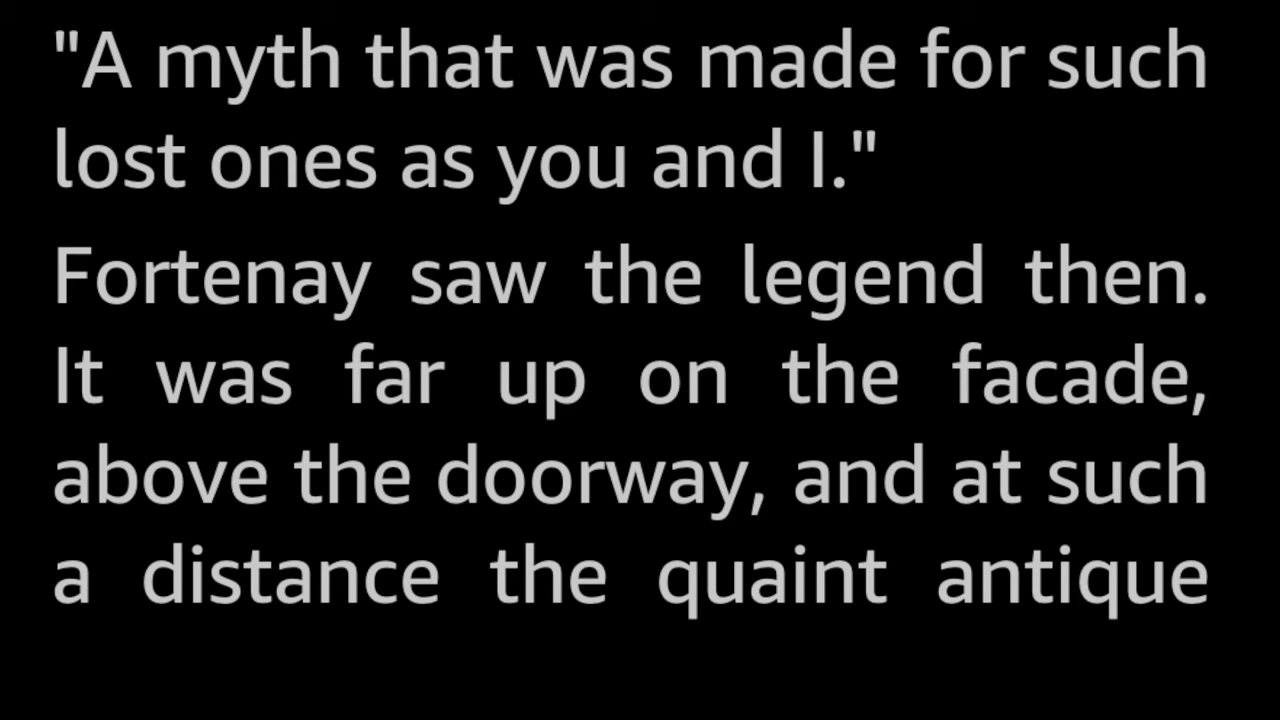 "A myth that was made for such
lost ones as you and I."
Fortenay saw the legend then.
It was far up on the facade,
above the doorway, and at such
a distance the quaint antique